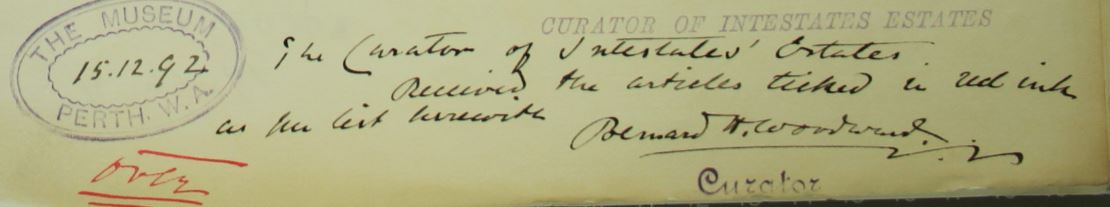 CURATOR OF INTESTATES ESTATES
THE MUSEUM
15.12.92
PERTH. W.A.
The Curator of Intestates' Estates.
Received the articles ticked in red ink
as per list herewith
Bernard H. Woodward.
Curator
Over